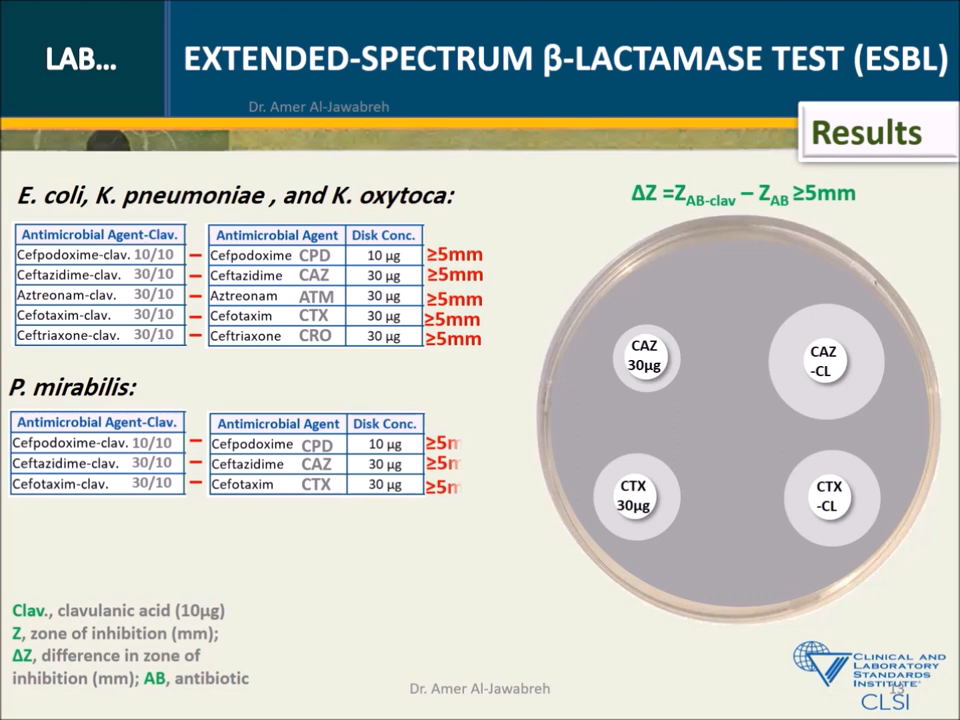 LAB…
EXTENDED-SPECTRUM β-LACTAMASE TEST (ESBL)
Dr. Amer Al-Jawabreh
Results
E. coli, K. pneumoniae , and K. oxytoca:
Antimicrobial Agent-Clav. Antimicrobial Agent Disk Conc.
Cefpodoxime-clav. 10/10 – Cefpodoxime CPD 10 µg ≥5mm
Ceftazidime-clav. 30/10 – Ceftazidime CAZ 30 µg ≥5mm
Aztreonam-clav. 30/10 – Aztreonam ATM 30 µg ≥5mm
Cefotaxim-clav. 30/10 – Cefotaxim CTX 30 µg ≥5mm
Ceftriaxone-clav. 30/10 – Ceftriaxone CRO 30 µg ≥5mm
P. mirabilis:
Antimicrobial Agent-Clav. Antimicrobial Agent Disk Conc.
Cefpodoxime-clav. 10/10 – Cefpodoxime CPD 10 µg ≥5m
Ceftazidime-clav. 30/10 – Ceftazidime CAZ 30 µg ≥5m
Cefotaxim-clav. 30/10 – Cefotaxim CTX 30 µg ≥5m
Clav., clavulanic acid (10µg)
Z, zone of inhibition (mm);
ΔZ, difference in zone of
inhibition (mm); AB, antibiotic
ΔZ =ZAB-clav – ZAB ≥5mm
CAZ
30µg
CAZ
-CL
CTX
30µg
CTX
-CL
Dr. Amer Al-Jawabreh
CLINICAL AND
LABORATORY
STANDARDS
INSTITUTE
13
CLSI